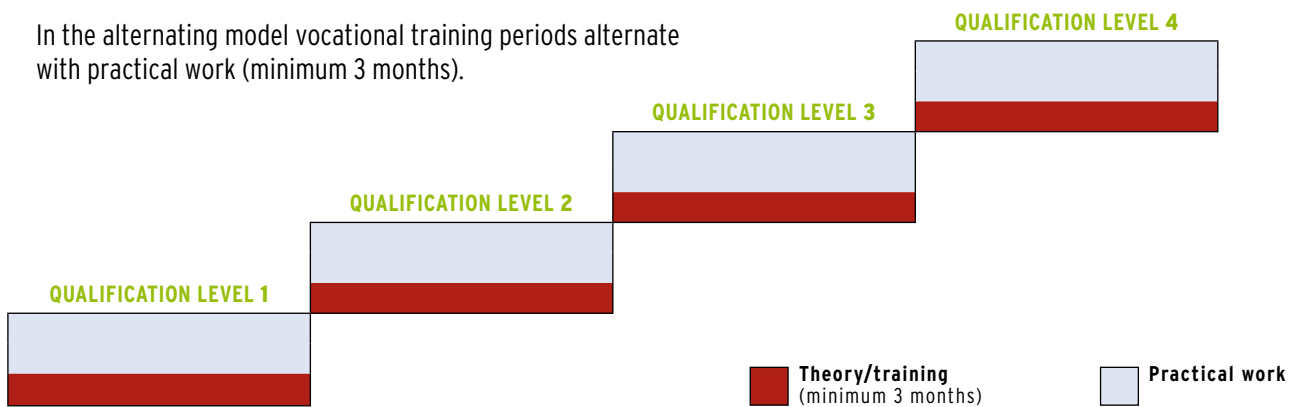 In the alternating model vocational training periods alternate
with practical work (minimum 3 months).
QUALIFICATION LEVEL 4
QUALIFICATION LEVEL 3
QUALIFICATION LEVEL 2
QUALIFICATION LEVEL 1
Theory/training
(minimum 3 months)
Practical work